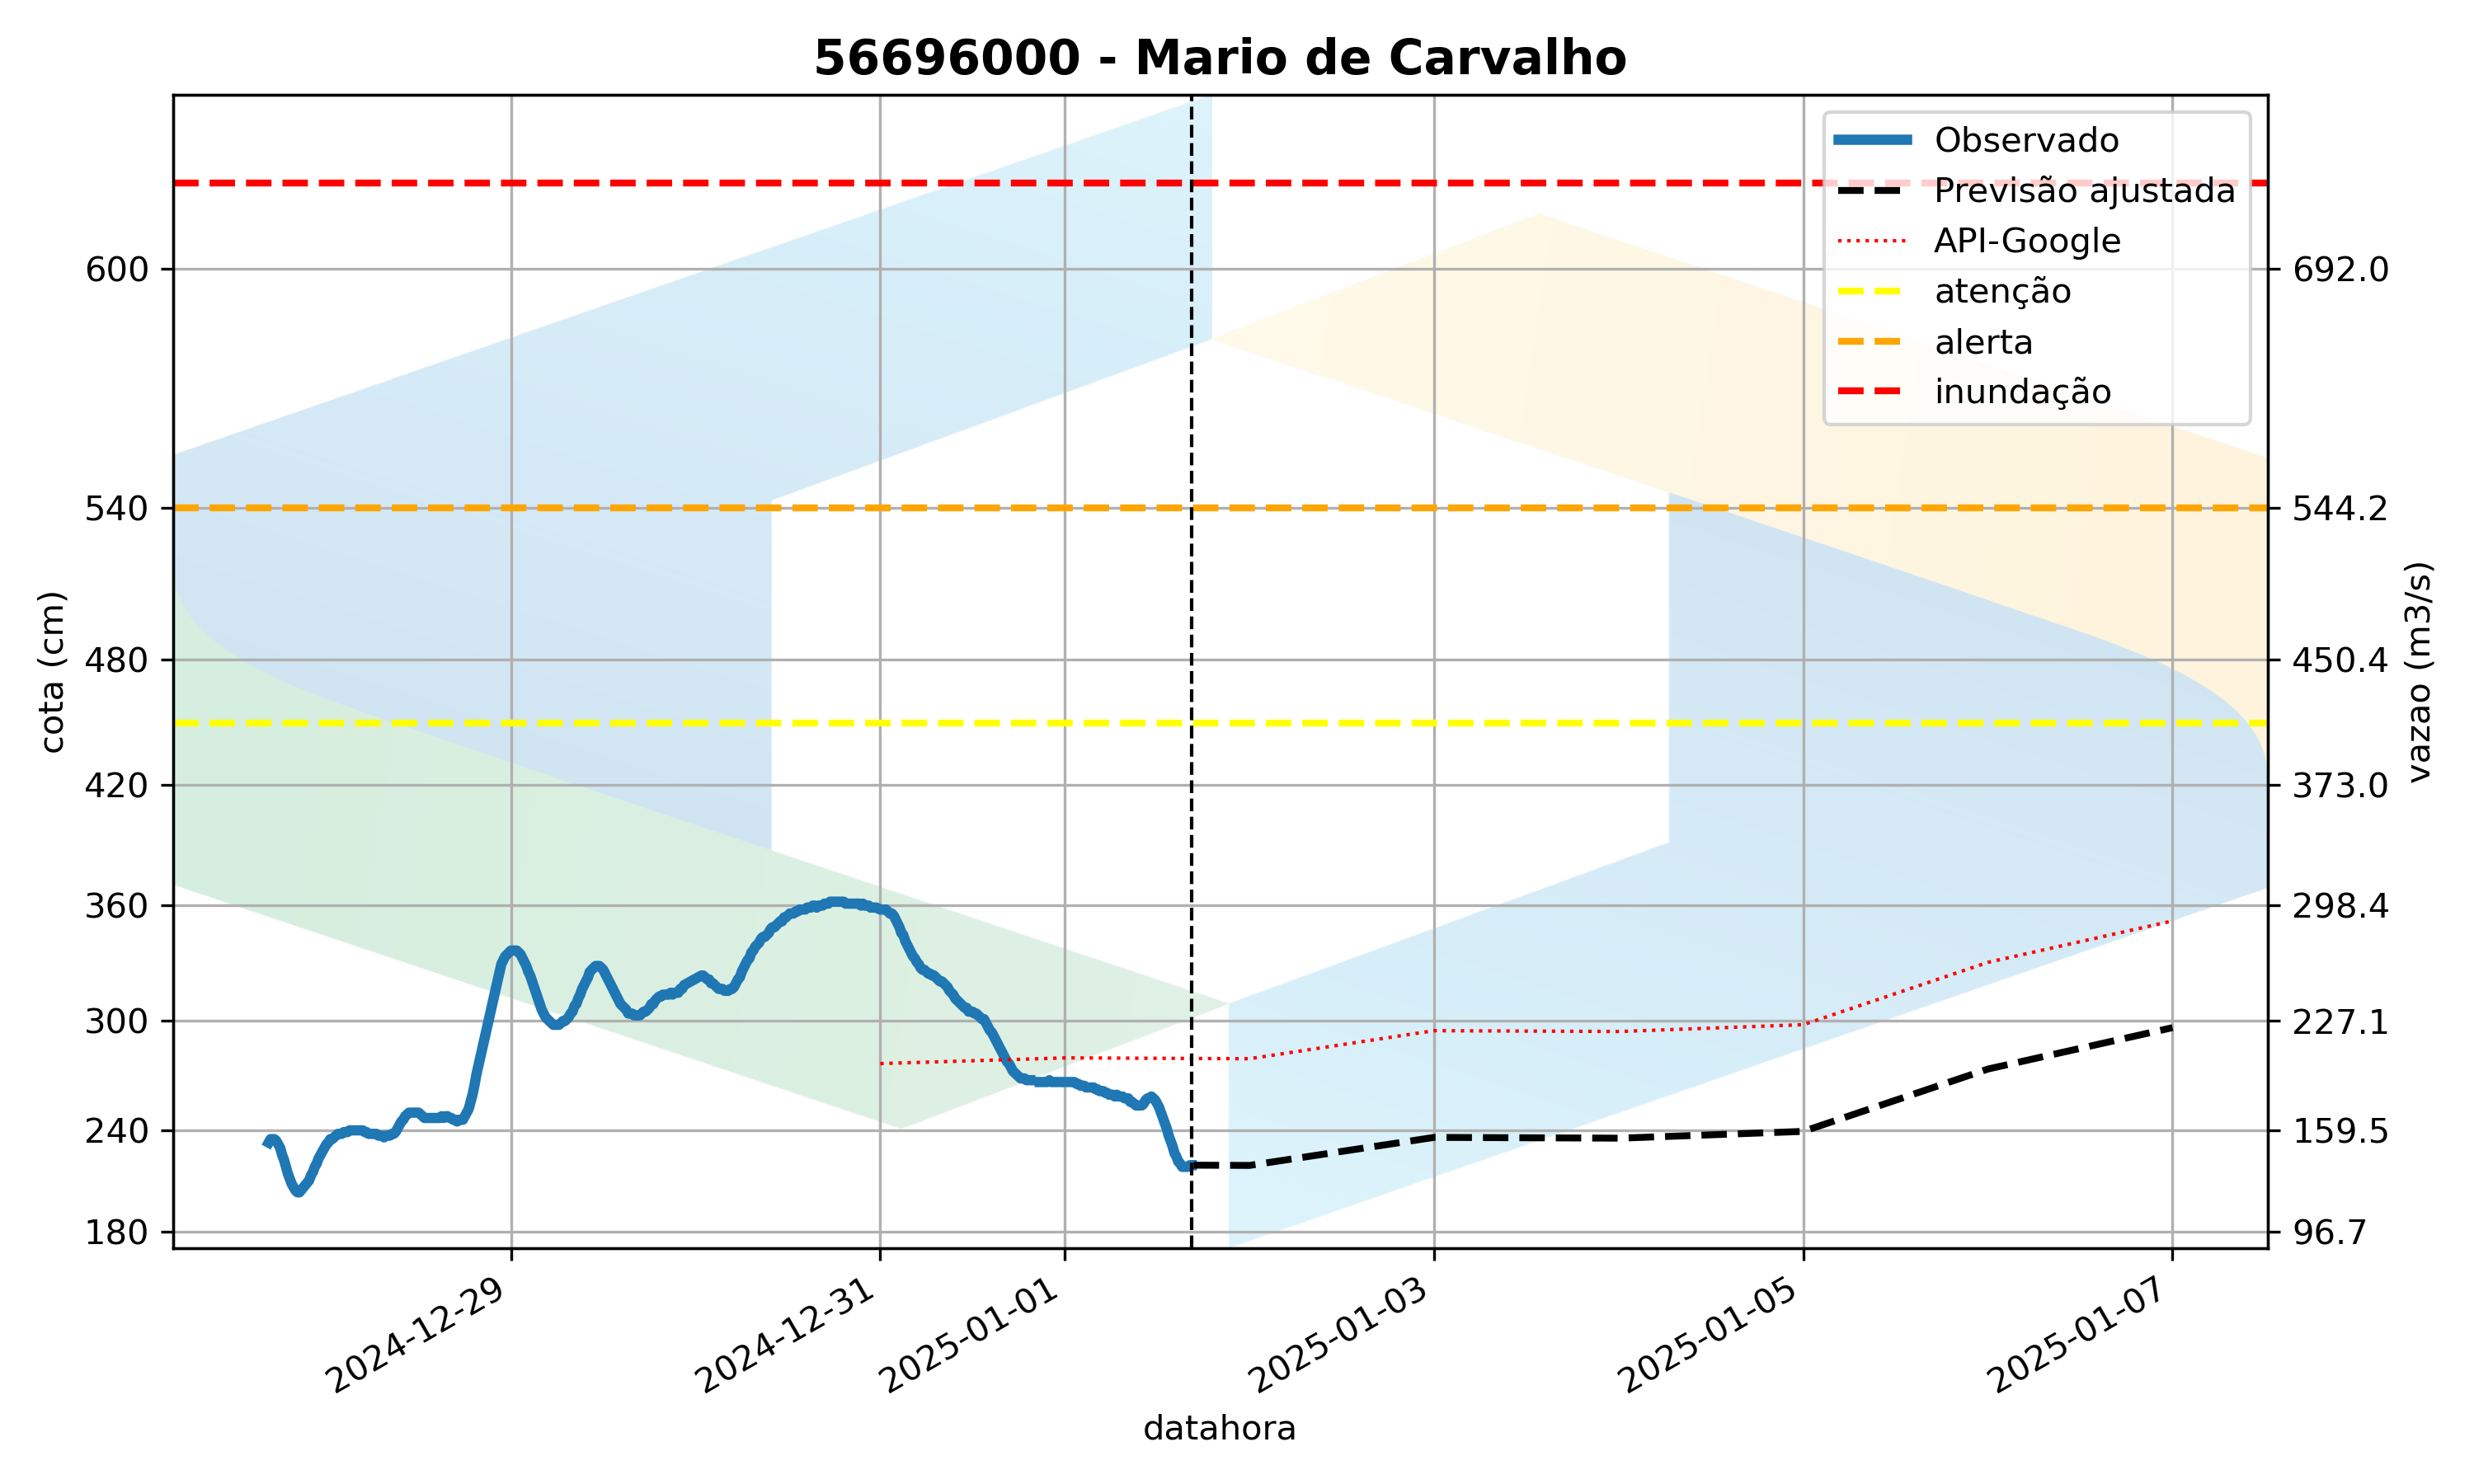 56696000 - Mario de Carvalho
Observado
Previsão ajustada
API-Google
atenção
alerta
inundação
cota (cm)
600
540
480
420
360
300
240
180
692.0
544.2
450.4
373.0
298.4
227.1
159.5
96.7
vazao (m3/s)
2024-12-29
2024-12-31
2025-01-01
2025-01-03
2025-01-05
2025-01-07
datahora